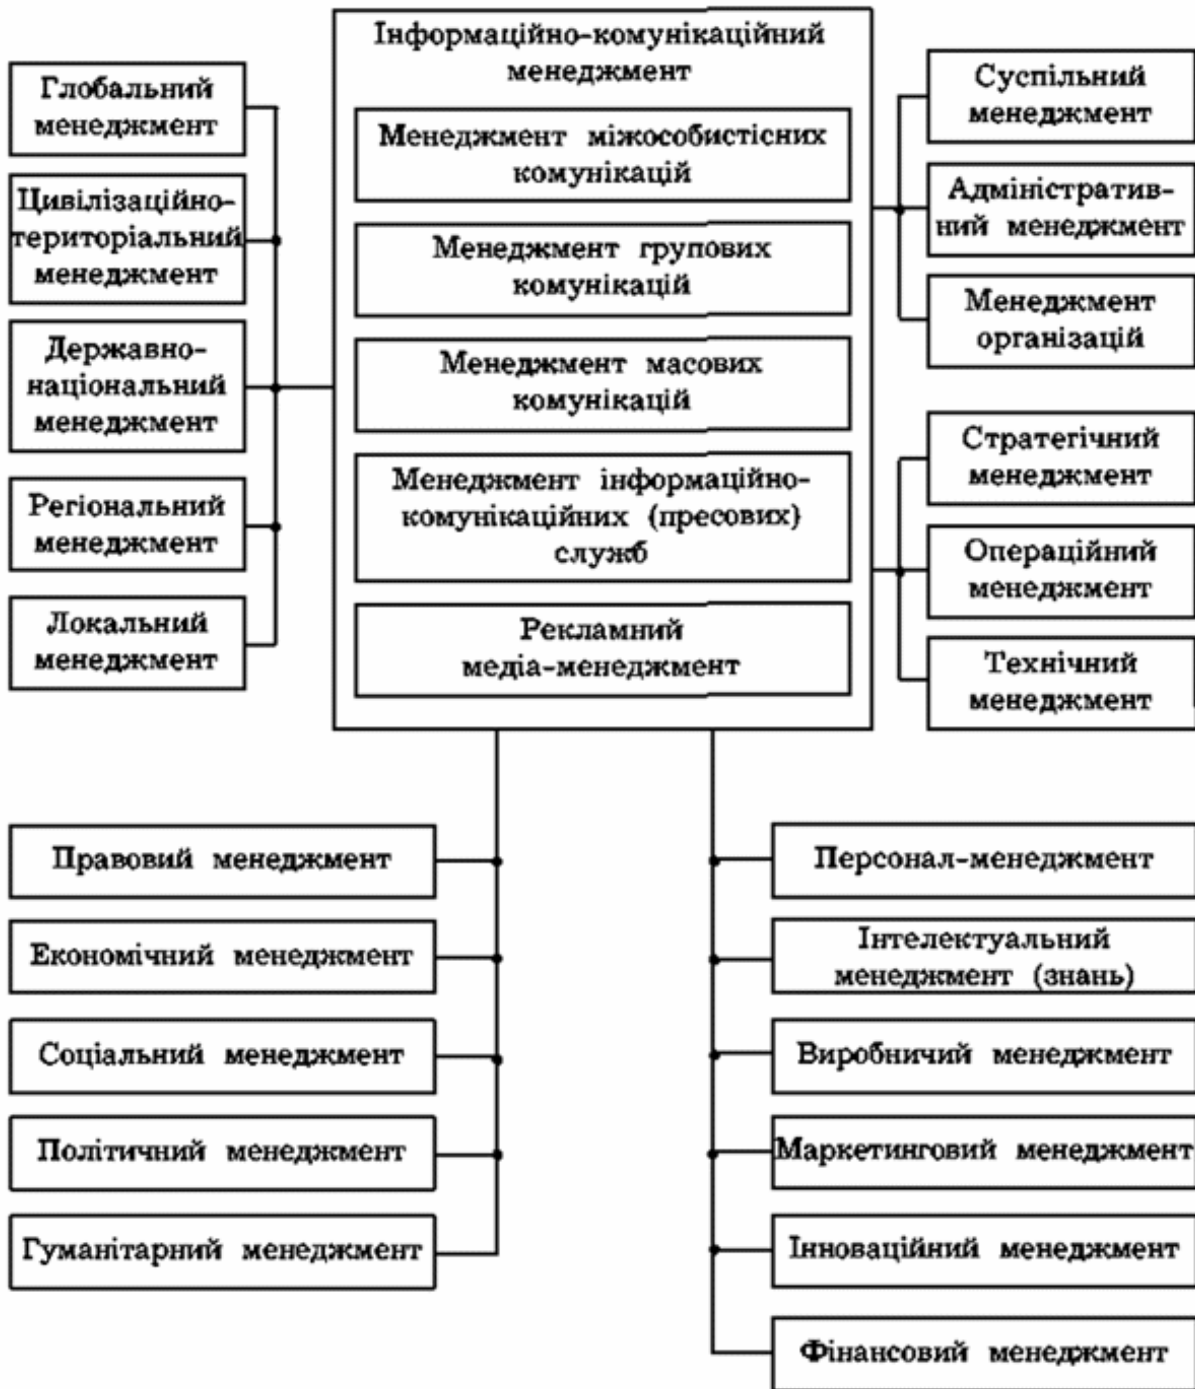 Інформаційно-комунікаційний
менеджмент
Менеджмент міжособистісних
комунікацій
Менеджмент групових
комунікацій
Менеджмент масових
комунікацій
Менеджмент інформаційно-
комунікаційних (пресових)
служб
Рекламний
медіа-менеджмент
Глобальний
менеджмент
Цивілізаційно-
територіальний
менеджмент
Державно-
національний
менеджмент
Регіональний
менеджмент
Локальний
менеджмент
Суспільний
менеджмент
Адміністратив-
ний менеджмент
Менеджмент
організацій
Стратегічний
менеджмент
Операційний
менеджмент
Технічний
менеджмент
Правовий менеджмент
Економічний менеджмент
Соціальний менеджмент
Політичний менеджмент
Гуманітарний менеджмент
Персонал-менеджмент
Інтелектуальний
менеджмент (знань)
Виробничий менеджмент
Маркетинговий менеджмент
Інноваційний менеджмент
Фінансовий менеджмент